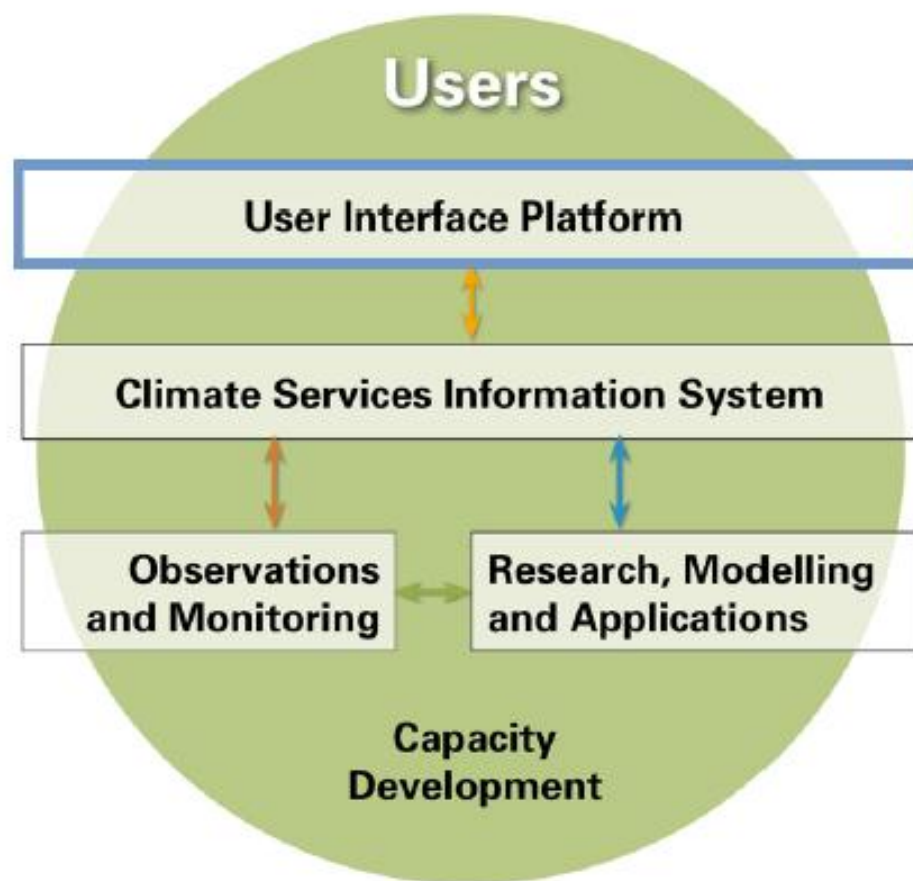 Users
User Interface Platform
Climate Services Information System
Observations
and Monitoring
Research, Modelling
and Applications
Capacity
Development